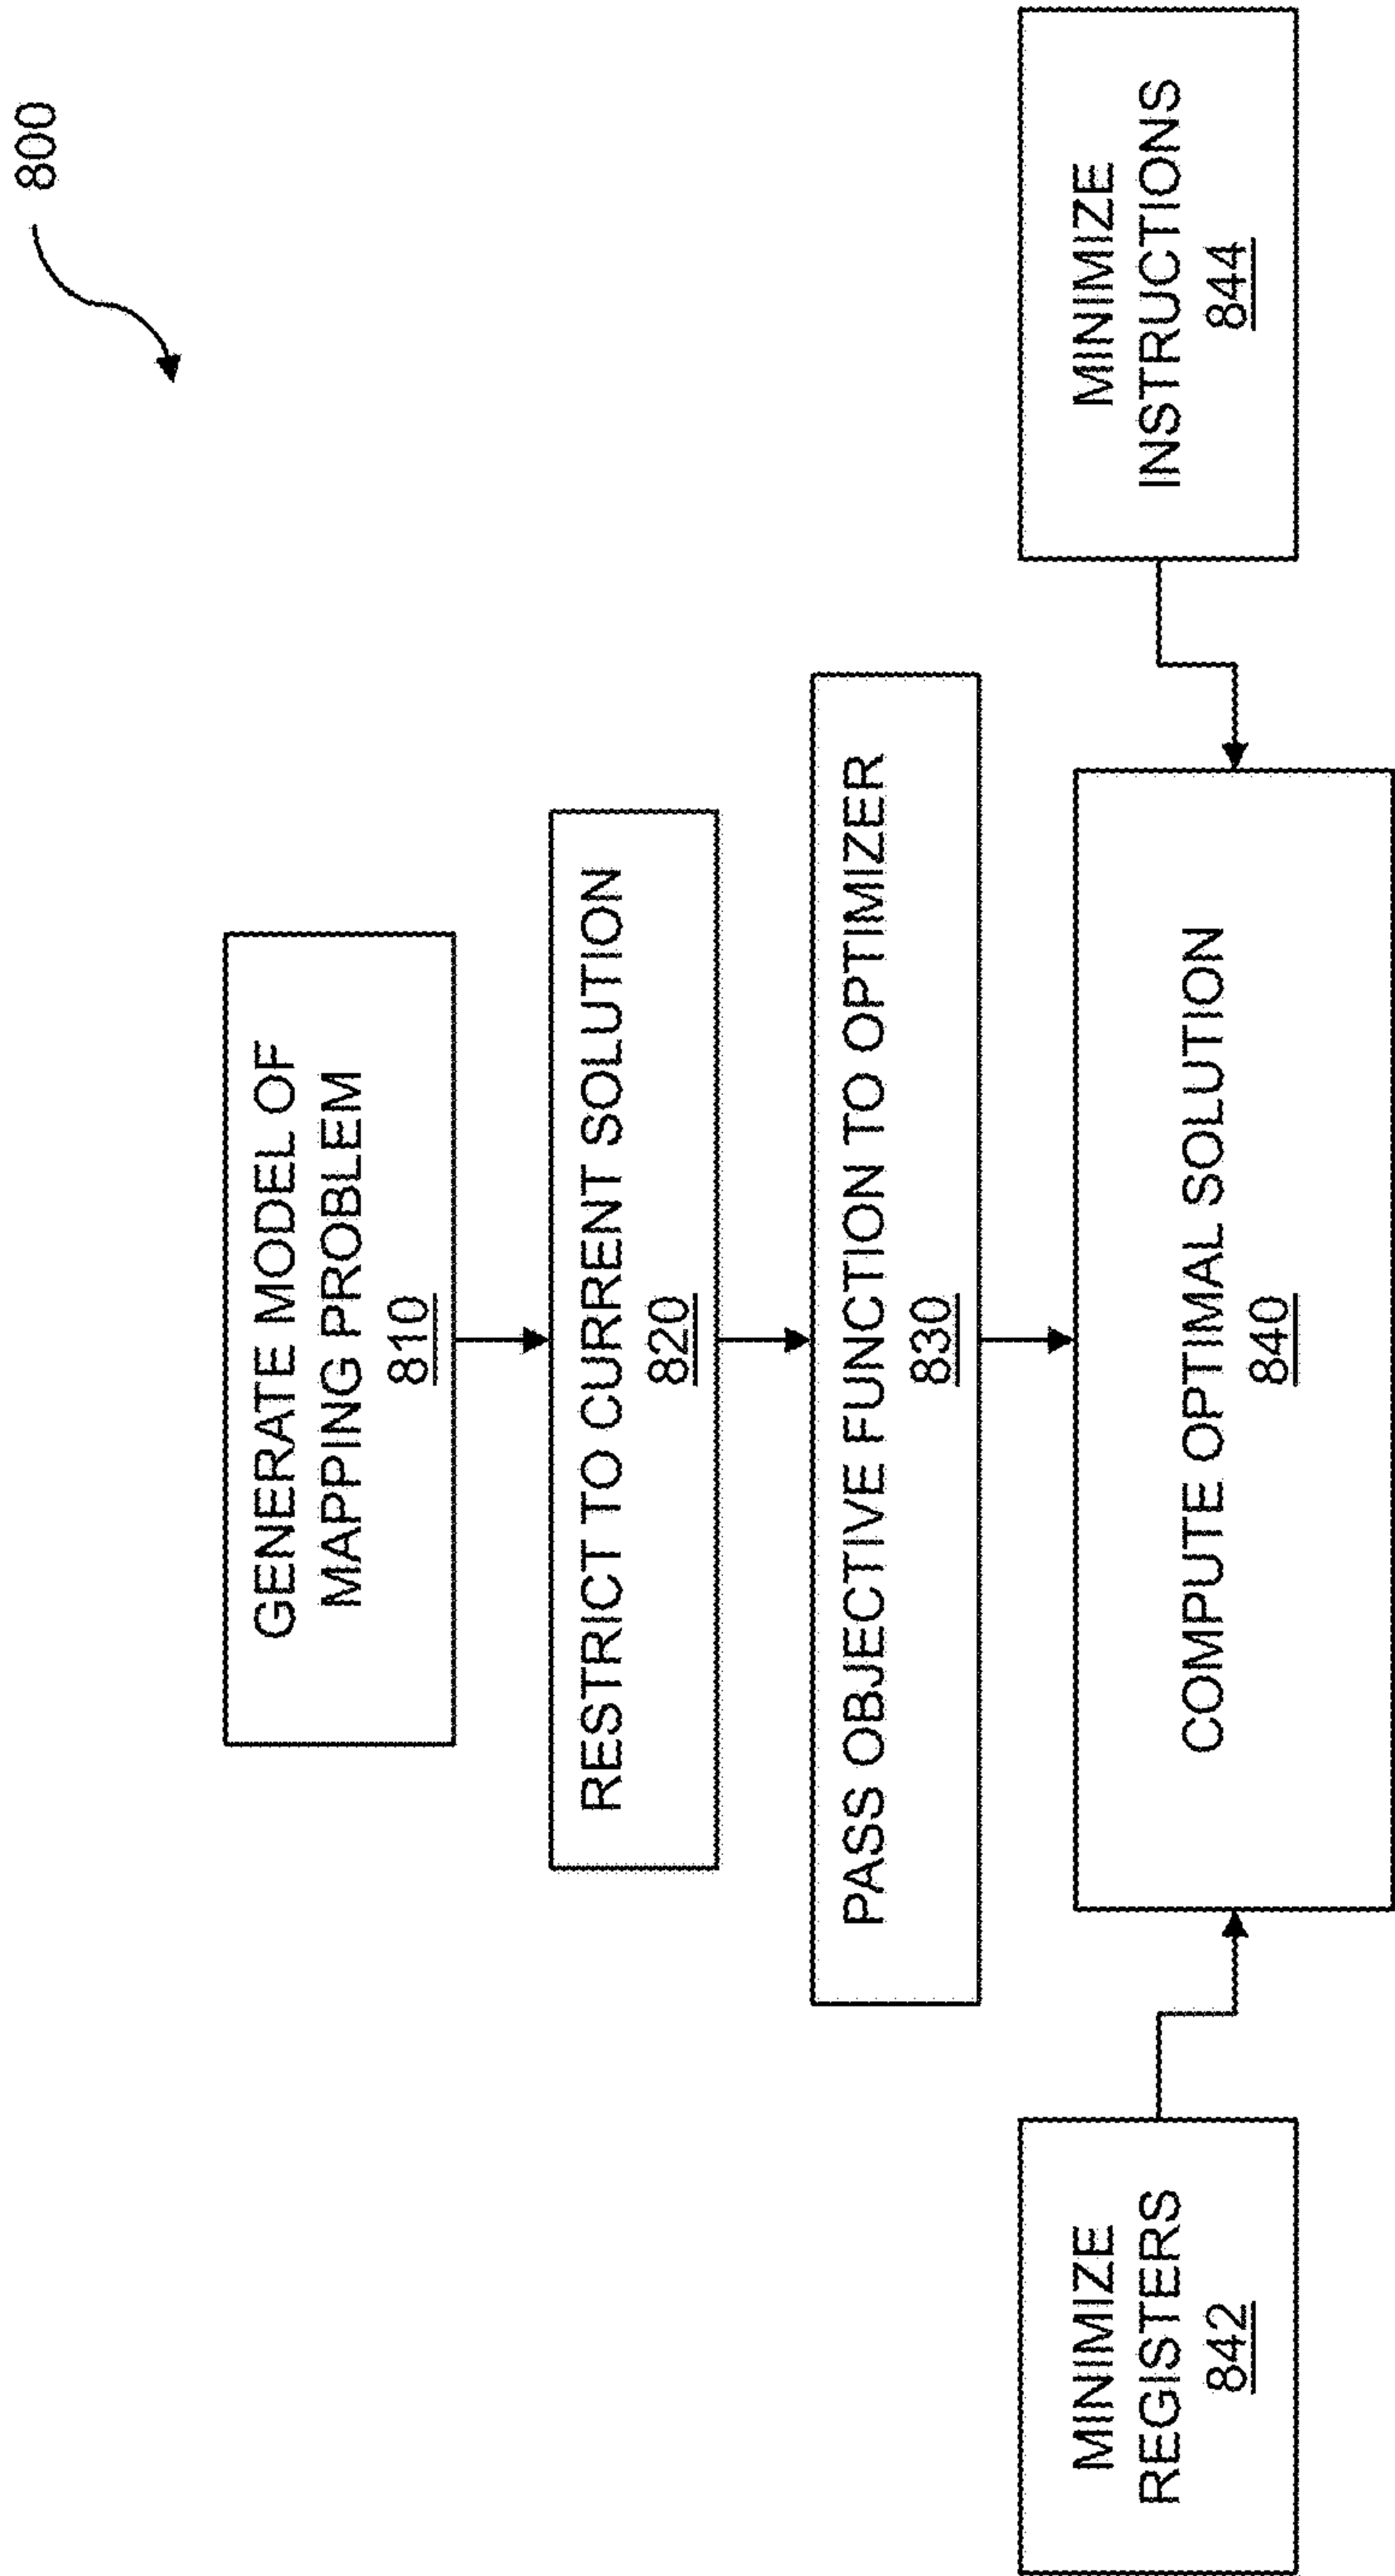 800
GENERATE MODEL OF
MAPPING PROBLEM
810
RESTRICT TO CURRENT SOLUTION
820
PASS OBJECTIVE FUNCTION TO OPTIMIZER
830
MINIMIZE
REGISTERS
842
COMPUTE OPTIMAL SOLUTION
840
MINIMIZE
INSTRUCTIONS
844